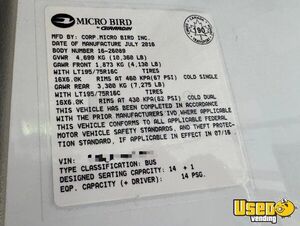 MICRO BIRD
BY GIRARDIN
MFD BY: CORP.MICRO BIRD INC.
DATE OF MANUFACTURE JULY 2016
BODY NUMBER 16-26069
GVWR 4,699 KG (10,360 LB)
GAWR FRONT 1,873 KG (4,130 LB)
WITH LT195/75R16C TIRES
16X6.0K RIMS AT 460 KPA(67 PSI) COLD SINGLE
GAWR REAR 3,300 KG (7,275 LB)
WITH LT195/75R16C TIRES
16X6.0K RIMS AT 430 KPA(62 PSI) COLD DUAL
THIS VEHICLE HAS BEEN COMPLETED IN ACCORDANCE
WITH THE PRIOR MANUFACTURERS IVD WHERE APPLICABLE
THIS VEHICLE CONFORMS TO ALL APPLICABLE FEDERAL
MOTOR VEHICLE SAFETY STANDARDS, AND THEFT PROTEC-
TION STANDARD, IF APPLICABLE IN EFFECT IN 07/16
VIN:
TYPE CLASSIFICATION: BUS
DESIGNED SEATING CAPACITY: 14 + 1
EQP. CAPACITY (+ DRIVER): 14 PSG.
190
Used
vending